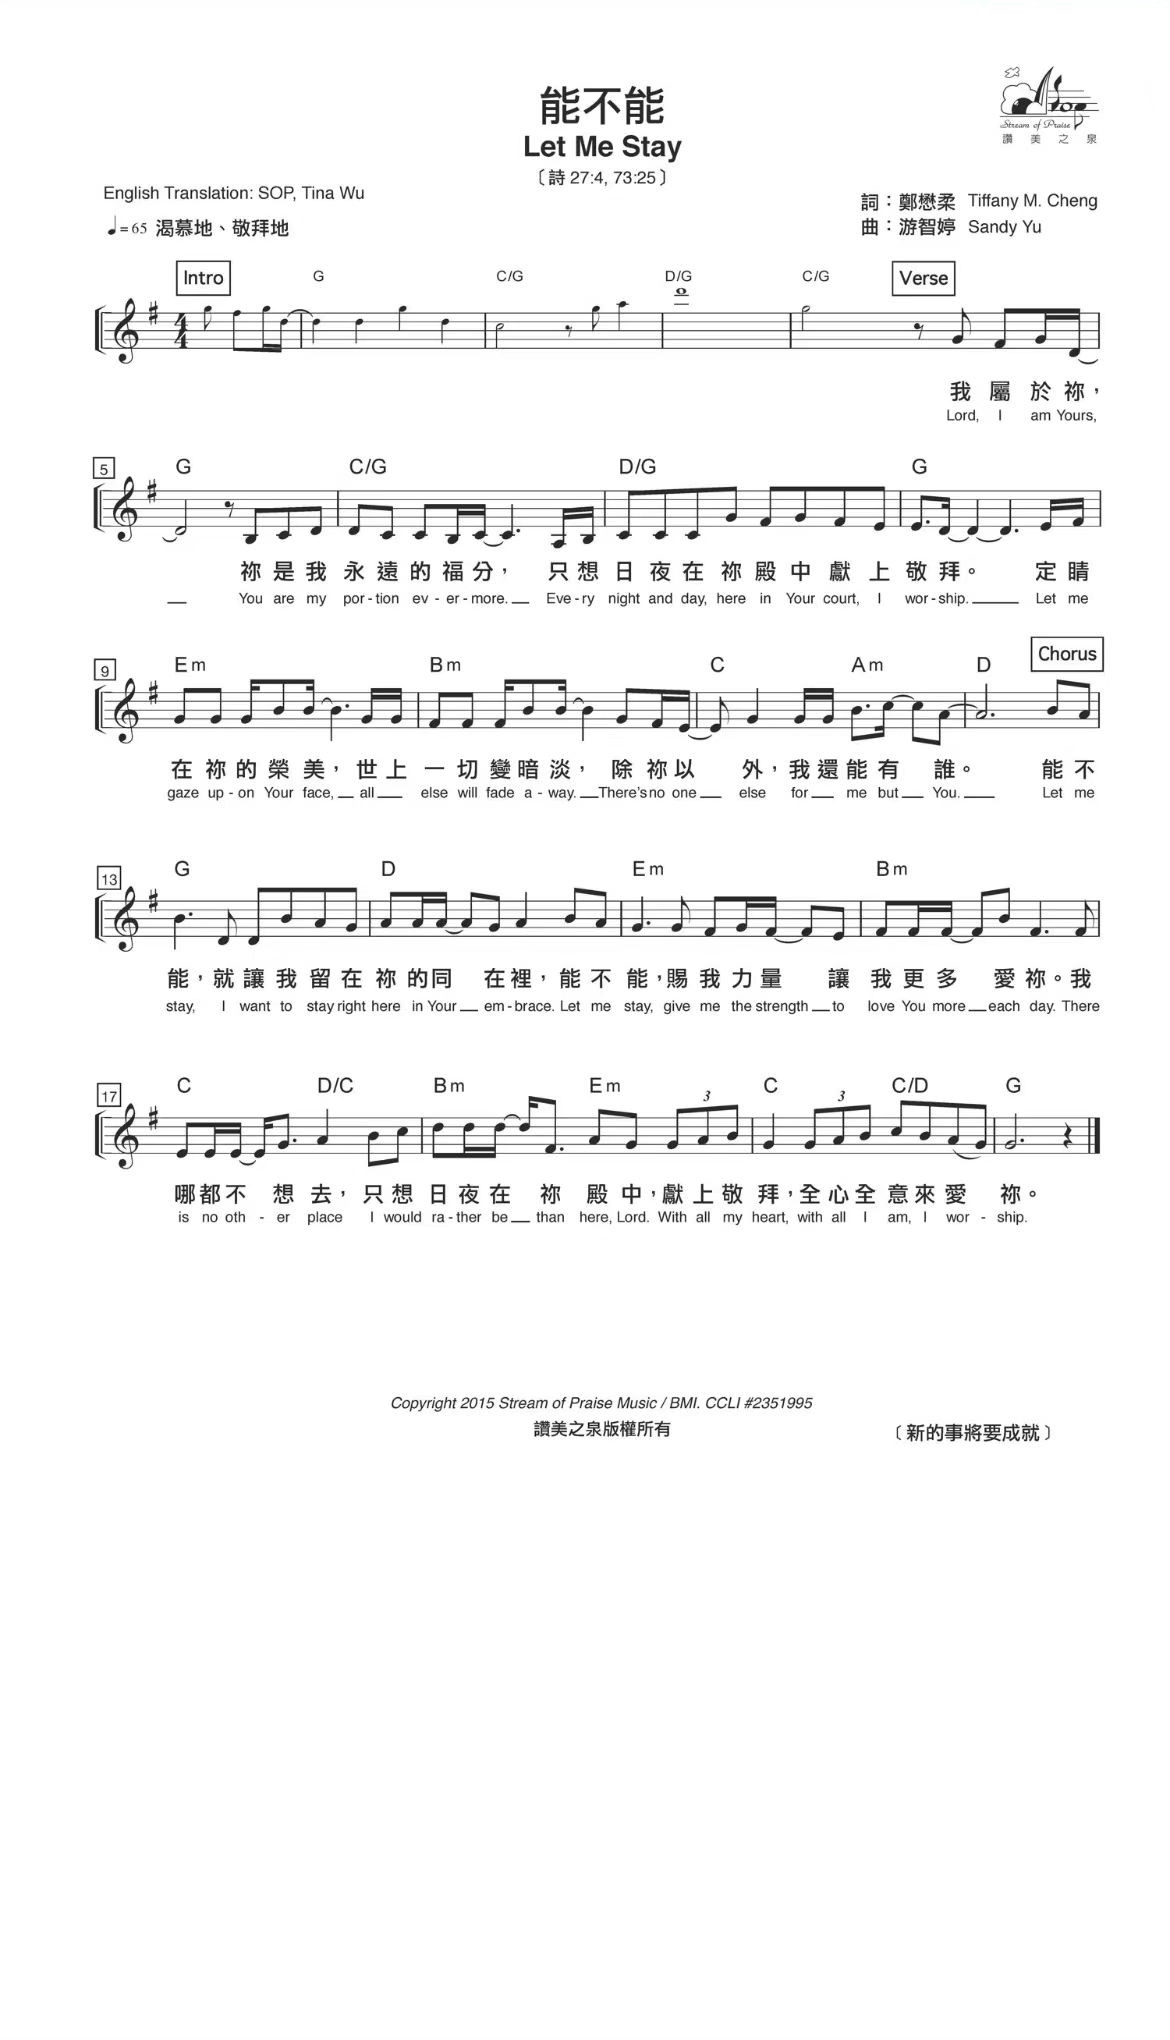 能不能
Let Me Stay
〔詩 27:4, 73:25〕
Stream of Praise
讚美之泉
English Translation: SOP, Tina Wu
詞：鄭懋柔 Tiffany M. Cheng
♩= 65 渴慕地、敬拜地
曲：游智婷 Sandy Yu
Intro
G C/G D/G C/G
Verse
4
4
我屬於祢，
Lord, I am Yours,
5
G C/G D/G G
祢是我永遠的福分，只想日夜在祢殿中獻上敬拜。定睛
You are my por-tion ev-er-more. Eve-ry night and day, here in Your court, I wor-ship. Let me
9
Em Bm C Am D
Chorus
在祢的榮美，世上一切變暗淡，除祢以外，我還能有誰。能不
gaze up-on Your face, all else will fade a-way. There's no one else for me but You. Let me
13
G D Em Bm
能，就讓我留在祢的同在裡，能不能，賜我力量讓我更多愛祢。我
stay, I want to stay right here in Your em-brace. Let me stay, give me the strength to love You more each day. There
17
C D/C Bm Em C C/D G
3 3
哪都不想去，只想日夜在祢殿中，獻上敬拜，全心全意來愛祢。
is no oth-er place I would ra-ther be than here, Lord. With all my heart, with all I am, I wor-ship.
Copyright 2015 Stream of Praise Music / BMI. CCLI #2351995
讚美之泉版權所有
〔新的事將要成就〕